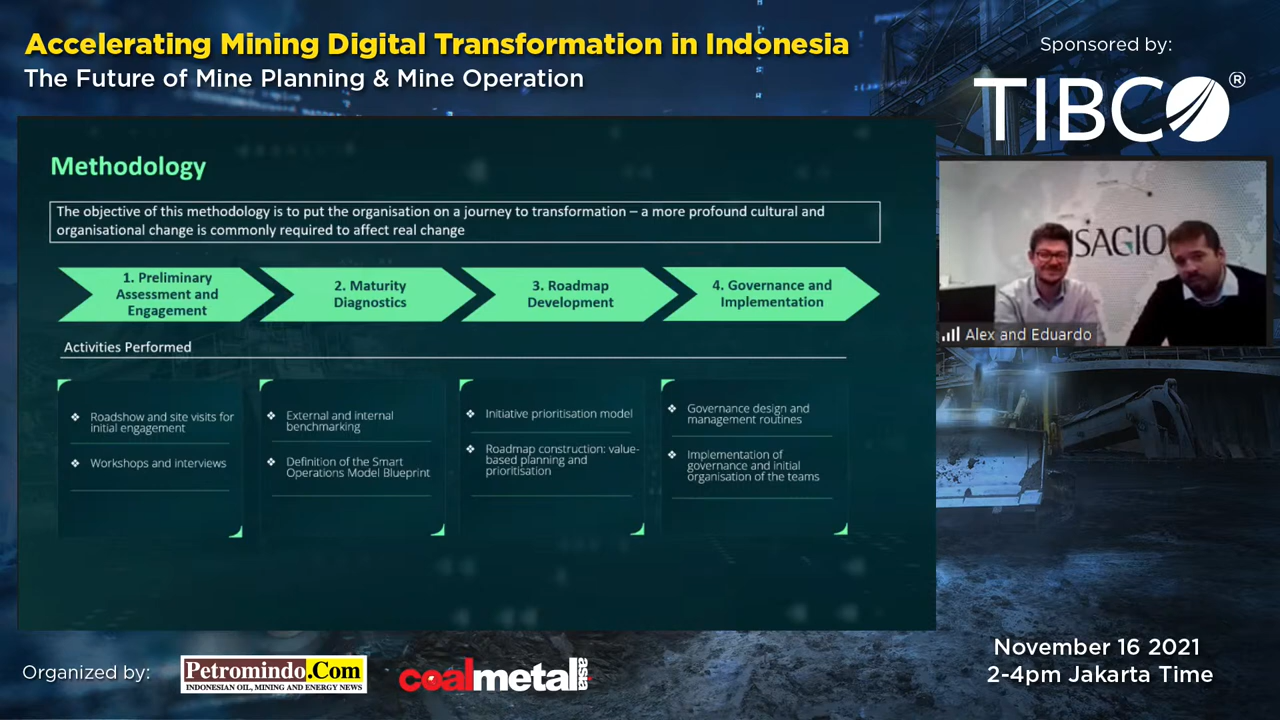 Accelerating Mining Digital Transformation in Indonesia
The Future of Mine Planning & Mine Operation
Sponsored by:
TIBCO®
Methodology
The objective of this methodology is to put the organisation on a journey to transformation – a more profound cultural and
organisational change is commonly required to affect real change
1. Preliminary
Assessment and
Engagement
2. Maturity
Diagnostics
3. Roadmap
Development
4. Governance and
Implementation
Activities Performed
❖ Roadshow and site visits for
initial engagement
❖ Workshops and interviews
❖ External and internal
benchmarking
❖ Definition of the Smart
Operations Model Blueprint
❖ Initiative prioritisation model
❖ Roadmap construction: value-
based planning and
prioritisation
❖ Governance design and
management routines
❖ Implementation of
governance and initial
organisation of the teams
SAGIO
Alex and Eduardo
Organized by:
Petromindo.Com
INDONESIAN OIL, MINING AND ENERGY NEWS
coalmetal asia
November 16 2021
2-4pm Jakarta Time